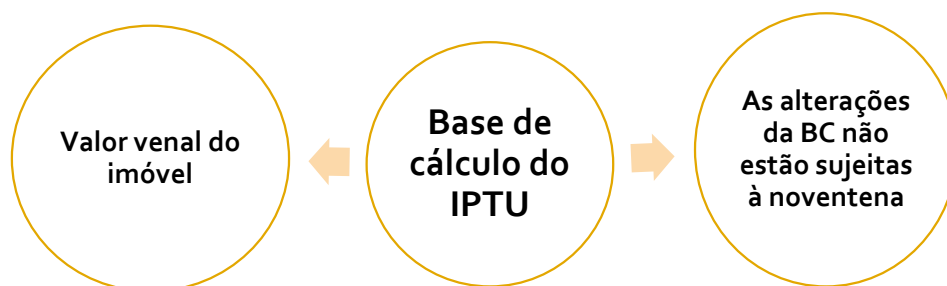 Valor venal do
imóvel
Base de
cálculo do
IPTU
As alterações
da BC não
estão sujeitas
à noventena